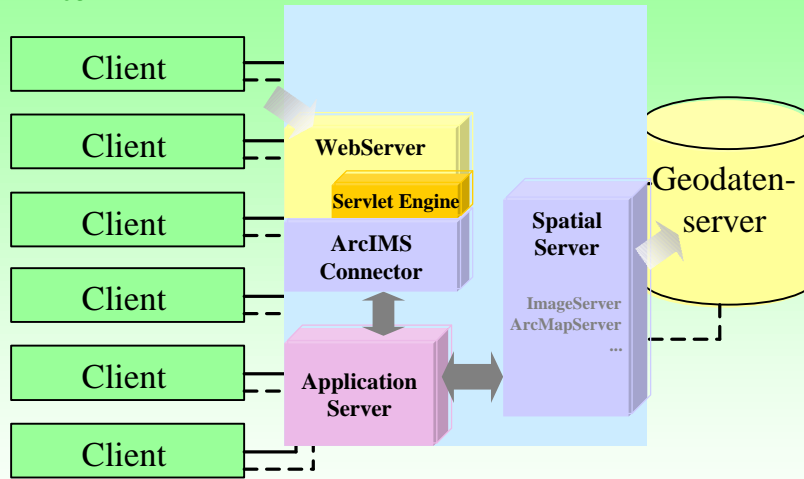 Client
Client
Client
Client
Client
Client
WebServer
Servlet Engine
ArcIMS
Connector
Application
Server
Spatial
Server
ImageServer
ArcMapServer
...
Geodaten-
server